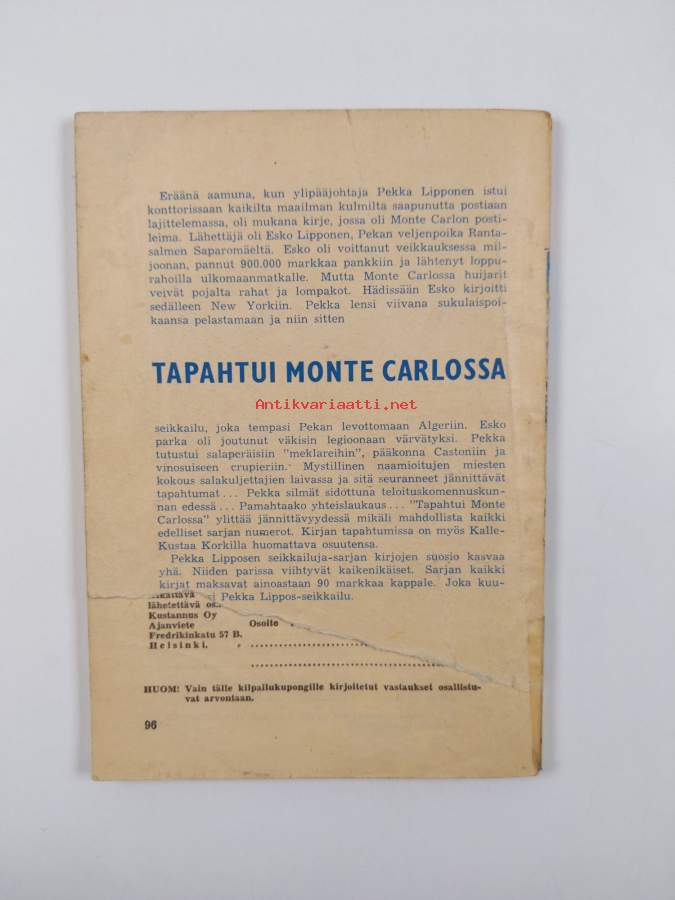 Eräänä aamuna, kun ylipääjohtaja Pekka Lipponen istui
konttorissaan kaikilta maailman kulmilta saapunutta postiaan
lajittelemassa, oli mukana kirje, jossa oli Monte Carlon posti-
leima. Lähettäjä oli Esko Lipponen, Pekan veljenpoika Ranta-
salmen Saparomäeltä. Esko oli voittanut veikkauksessa mil-
joonan, pannut 900.000 markkaa pankkiin ja lähtenyt loppu-
rahoilla ulkomaanmatkalle. Mutta Monte Carlossa huijarit
veivät pojalta rahat ja lompakot. Hädissään Esko kirjoitti
sedälleen New Yorkiin. Pekka lensi viivana sukulaispoi-
kaansa pelastamaan ja niin sitten
TAPAHTUI MONTE CARLOSSA
Antikvariaatti.net
seikkailu, joka tempasi Pekan levottomaan Algeriin. Esko
parka oli joutunut väkisin legioonaan värvätyksi. Pekka
tutustui salaperäisiin "meklareihin", pääkonna Castoniin ja
vinosuiseen crupieriin. Mystillinen naamioitujen miesten
kokous salakuljettajien laivassa ja sitä seuranneet jännittävät
tapahtumat... Pekka silmät sidottuna teloituskomennuskun-
nan edessä... Pamahtaako yhteislaukaus... "Tapahtui Monte
Carlossa" ylittää jännittävyydessä mikäli mahdollista kaikki
edelliset sarjan numerot. Kirjan tapahtumissa on myös Kalle-
Kustaa Korkilla huomattava osuutensa.
Pekka Lipposen seikkailuja-sarjan kirjojen suosio kasvaa
yhä. Niiden parissa viihtyvät kaikenikäiset. Sarjan kaikki
kirjat maksavat ainoastaan 90 markkaa kappale. Joka kuu-
si Pekka Lippos-seikkailu.
lähetettävä os.
Kustannus Oy
Ajanviete Osoite
Fredrikinkatu 57 B.
Helsinki.
HUOM! Vain tälle kilpailukupongille kirjoitetut vastaukset osallistu-
vat arvontaan.
96